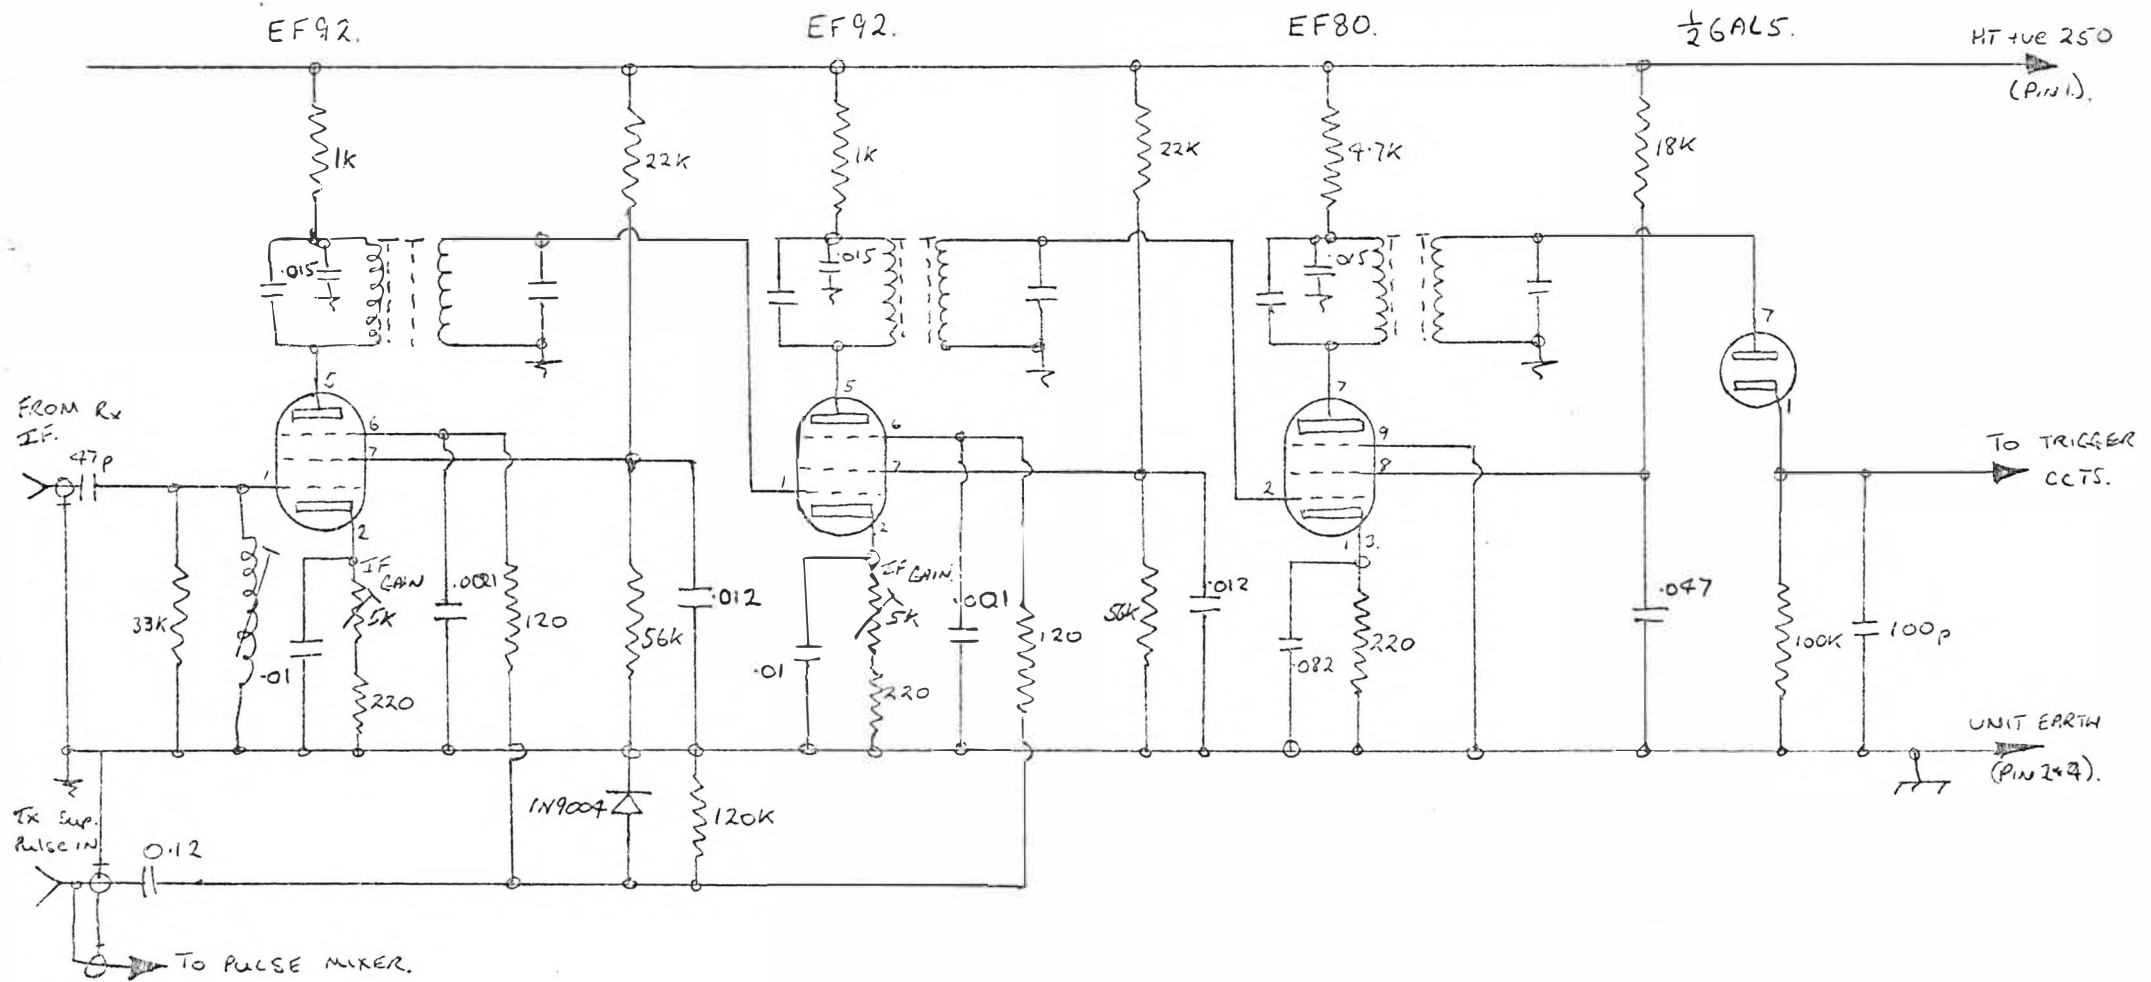 EF92.
EF92.
EF80.
½6AL5.
HT +ve 250
(PIN 1).
1K
22K
1K
22K
4.7K
18K
.015
.015
.015
5
5
7
7
FROM Rx
IF.
47p
1
6
7
2
1
6
7
2
2
9
8
1 3.
1
TO TRIGGER
CCTS.
IF
GAIN
5K
.001
120
.012
33K
.01
220
56K
IF GAIN.
5K
.001
120
56K
.012
.01
220
.082
220
.047
100K
100p
UNIT EARTH
(PIN 2+4).
Tx Sup.
Pulse IN
0.12
1N9004
120K
TO PULSE MIXER.